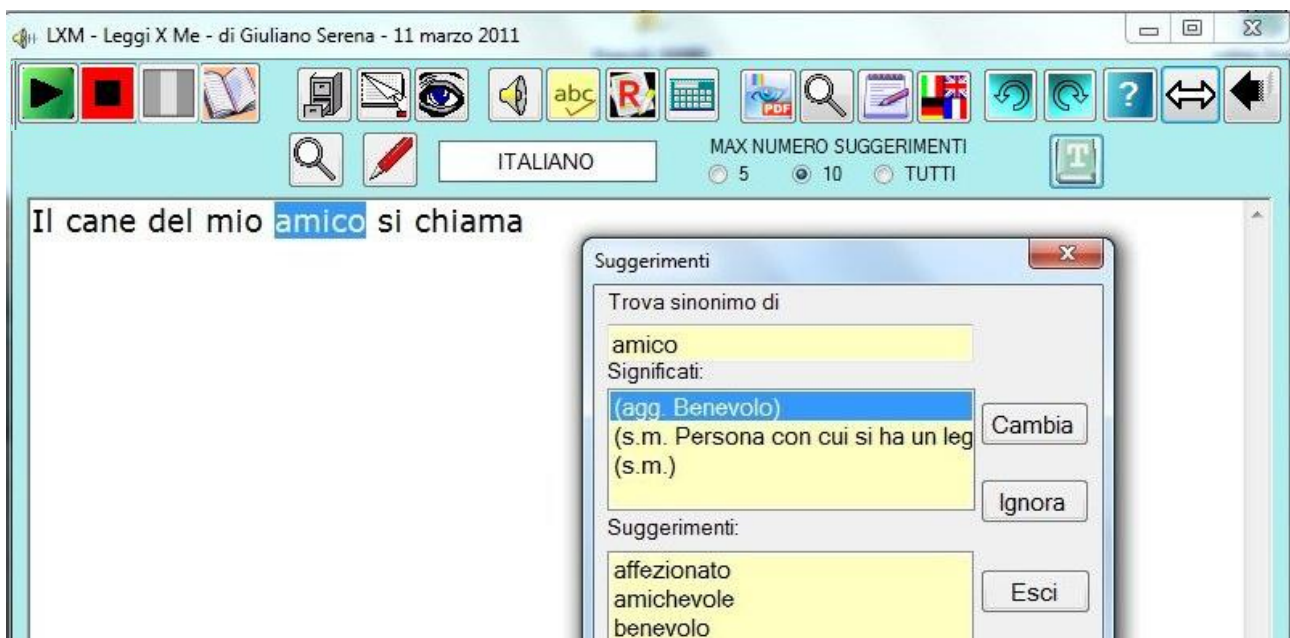 LXM - Leggi X Me - di Giuliano Serena - 11 marzo 2011
abc R PDF ?
ITALIANO
MAX NUMERO SUGGERIMENTI
5 10 TUTTI
T
Il cane del mio amico si chiama
Suggerimenti
Trova sinonimo di
amico
Significati:
(agg. Benevolo)
(s.m. Persona con cui si ha un leg
(s.m.)
Cambia
Ignora
Suggerimenti:
affezionato
amichevole
benevolo
Esci